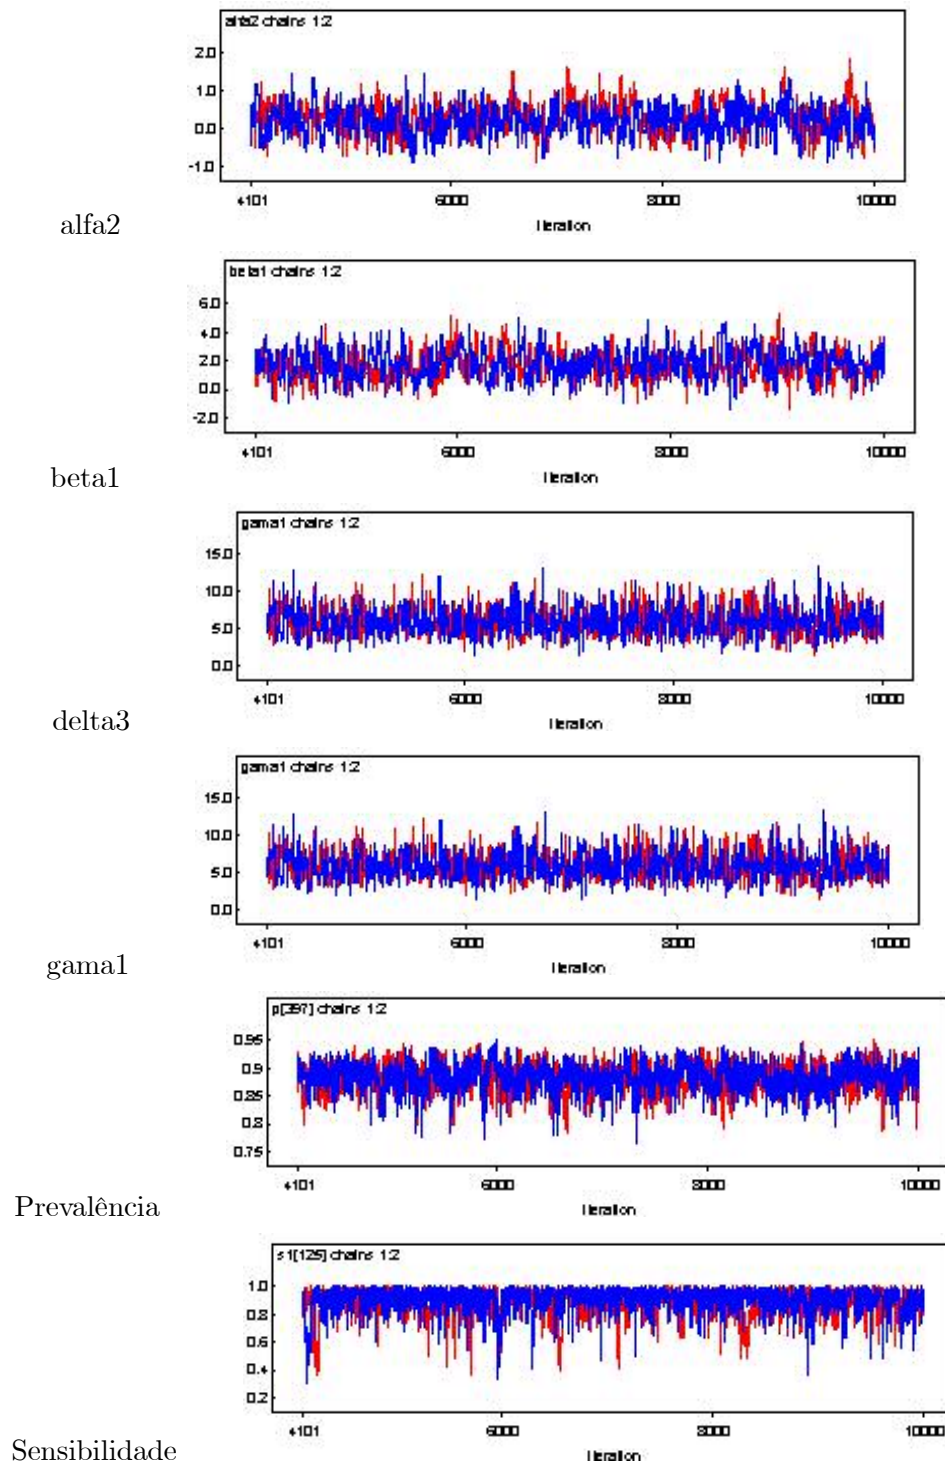 alfa2 chains 1:2
2.0
1.0
0.0
-1.0
4101 6000 8000 10000
iteration
alfa2
beta1 chains 1:2
6.0
4.0
2.0
0.0
-2.0
4101 6000 8000 10000
iteration
beta1
gama1 chains 1:2
15.0
10.0
5.0
0.0
4101 6000 8000 10000
iteration
delta3
gama1 chains 1:2
15.0
10.0
5.0
0.0
4101 6000 8000 10000
iteration
gama1
p[397] chains 1:2
0.95
0.9
0.85
0.8
0.75
4101 6000 8000 10000
iteration
Prevalência
s1[125] chains 1:2
1.0
0.8
0.6
0.4
0.2
4101 6000 8000 10000
iteration
Sensibilidade